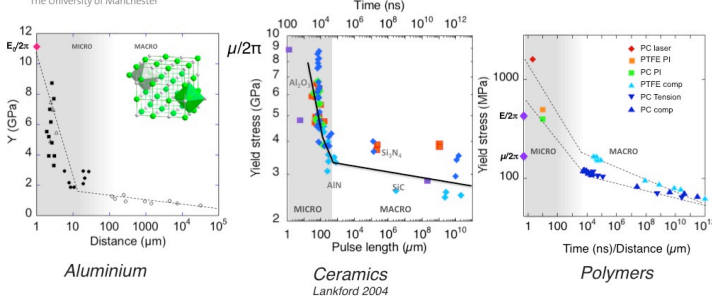 The University of Manchester
12
10
8
6
4
2
0
Y (GPa)
E₀/2π
MICRO
MACRO
1
10
100
1000
10⁴
10⁵
Distance (µm)
Aluminium
Time (ns)
10⁰
10²
10⁴
10⁶
10⁸
10¹⁰
10¹²
µ/2π
10
9
8
7
6
5
4
3
2
Yield stress (GPa)
Al₂O₃
Si₃N₄
AlN
SiC
MICRO
MACRO
1
100
10⁴
10⁶
10⁸
10¹⁰
Pulse length (µm)
Ceramics
Lankford 2004
PC laser
PTFE PI
PC PI
PTFE comp
PC Tension
PC comp
1000
100
Yield stress (MPa)
E/2π
µ/2π
MICRO
MACRO
1
100
10⁴
10⁶
10⁸
10¹⁰
10¹²
Time (ns)/Distance (µm)
Polymers